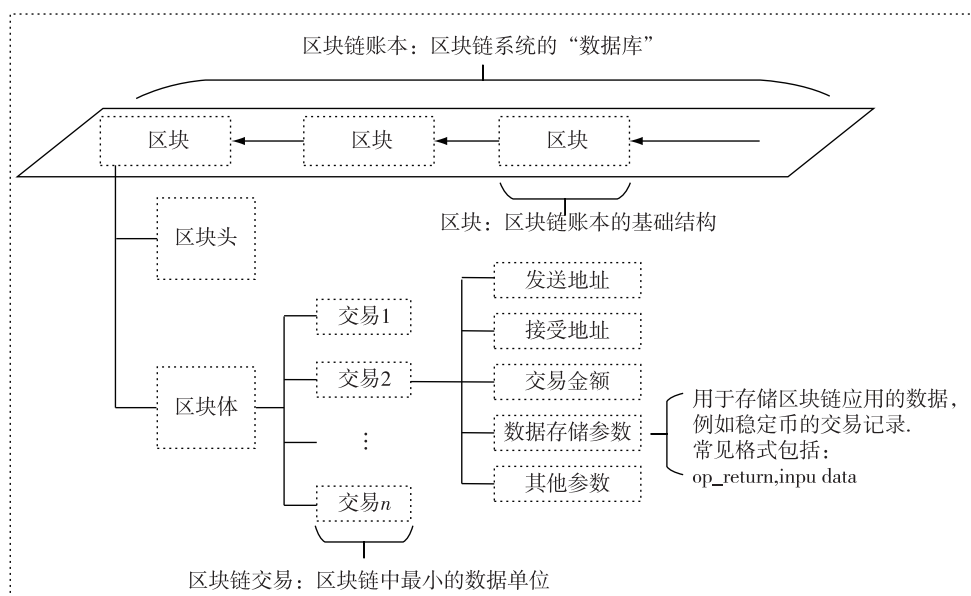 区块链账本：区块链系统的“数据库”
区块
区块
区块
区块：区块链账本的基础结构
区块头
区块体
交易1
交易2
⋮
交易n
发送地址
接受地址
交易金额
数据存储参数
其他参数
用于存储区块链应用的数据，
例如稳定币的交易记录.
常见格式包括：
op_return,inpu data
区块链交易：区块链中最小的数据单位